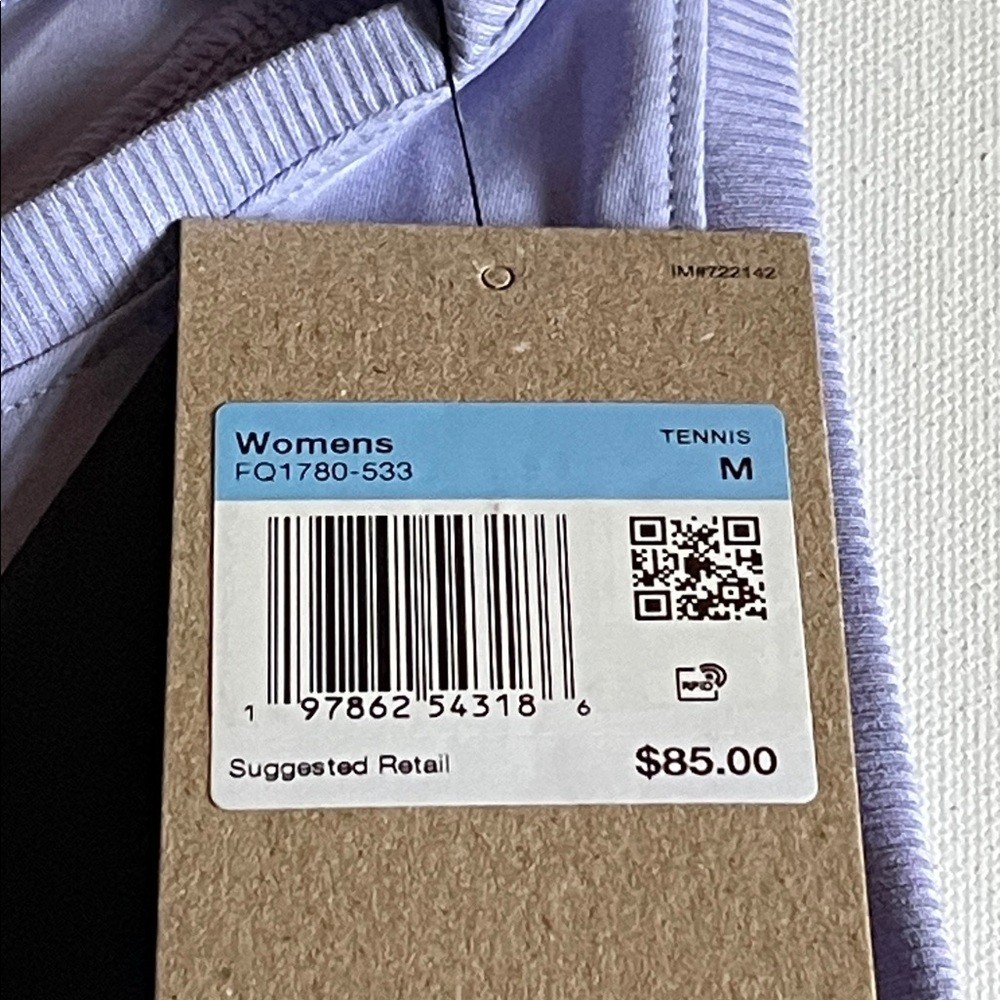 IM#722142
Womens
TENNIS
FQ1780-533
M
RFID
1 97862 54318 6
Suggested Retail
$85.00